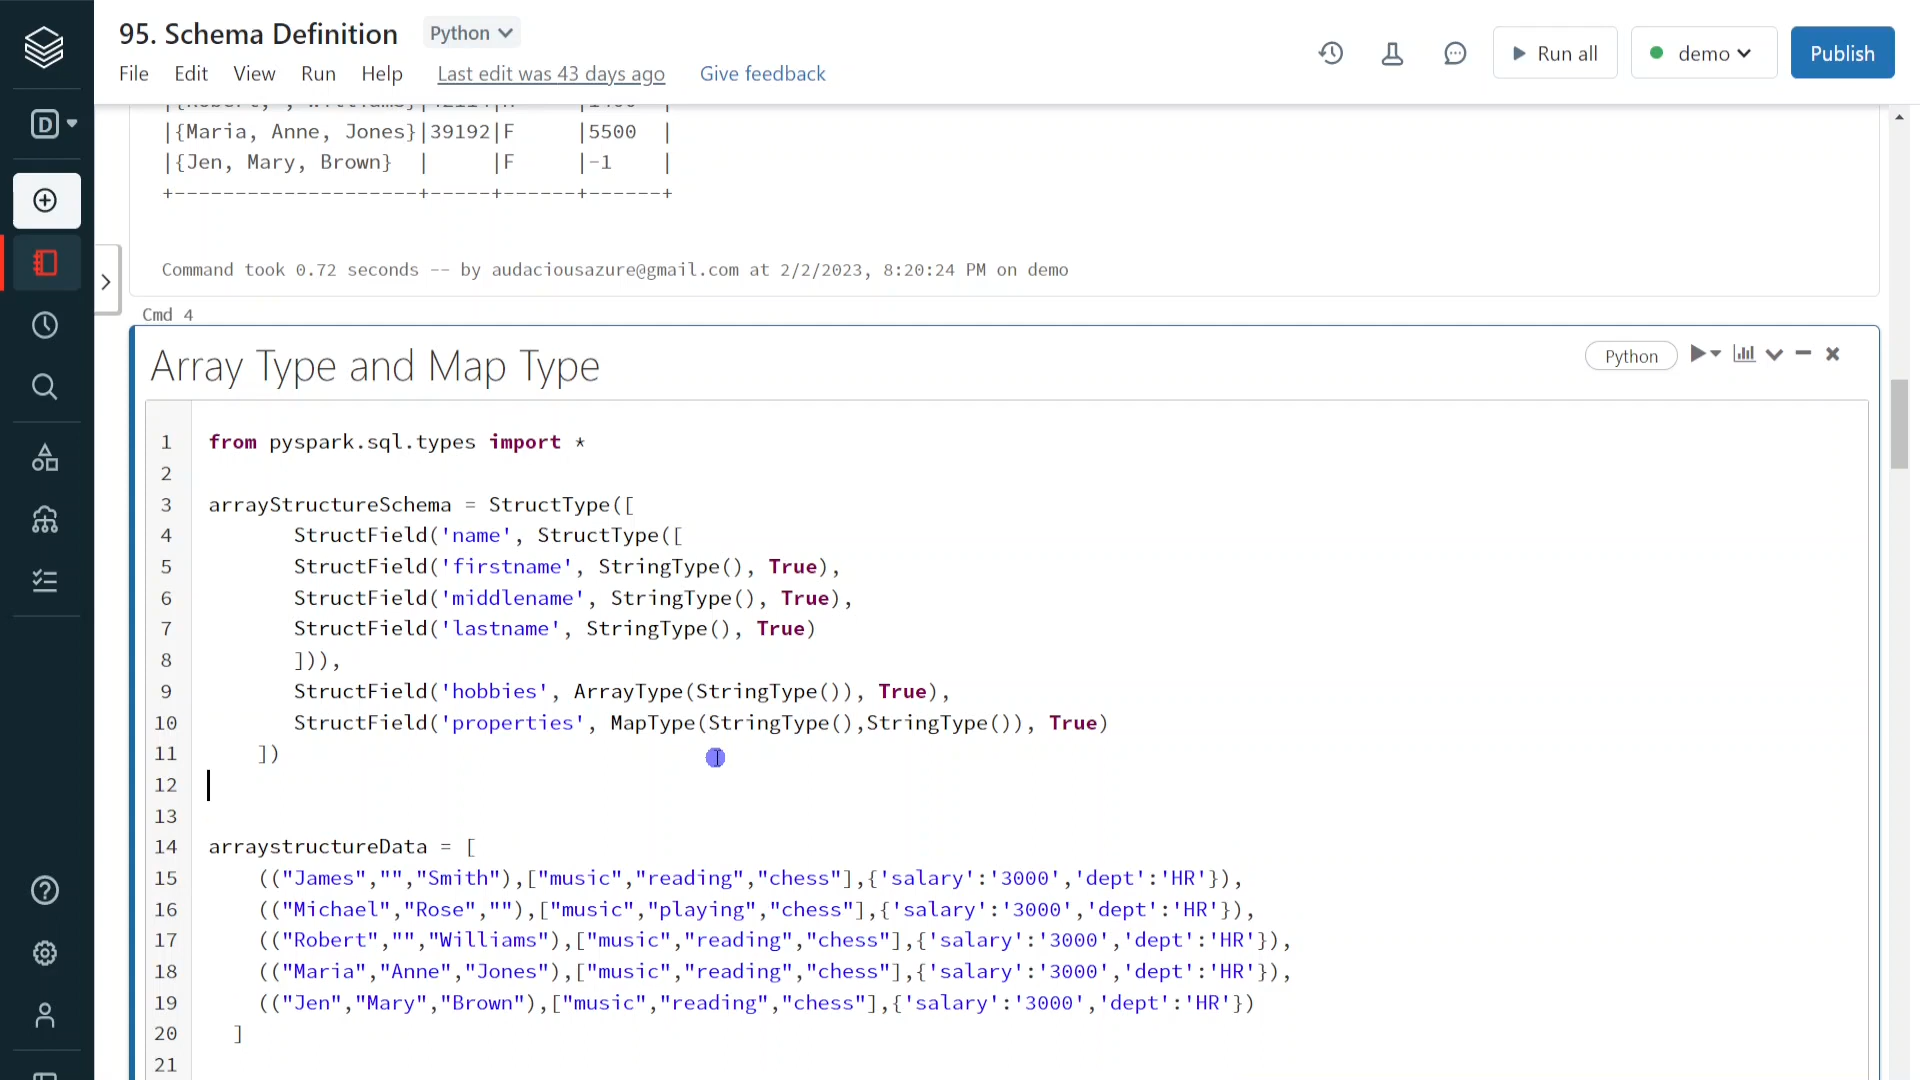 95. Schema Definition Python
File Edit View Run Help Last edit was 43 days ago Give feedback
Run all demo Publish
D
|{Maria, Anne, Jones}|39192|F     |5500  |
|{Jen, Mary, Brown}  |     |F     |-1    |
+--------------------+-----+------+------+
Command took 0.72 seconds -- by audaciousazure@gmail.com at 2/2/2023, 8:20:24 PM on demo
Cmd 4
Array Type and Map Type
Python
1 from pyspark.sql.types import *
2
3 arrayStructureSchema = StructType([
4 StructField('name', StructType([
5 StructField('firstname', StringType(), True),
6 StructField('middlename', StringType(), True),
7 StructField('lastname', StringType(), True)
8 ])),
9 StructField('hobbies', ArrayType(StringType()), True),
10 StructField('properties', MapType(StringType(),StringType()), True)
11 ])
12
13
14 arraystructureData = [
15 (("James","","Smith"),["music","reading","chess"],{'salary':'3000','dept':'HR'}),
16 (("Michael","Rose",""),["music","playing","chess"],{'salary':'3000','dept':'HR'}),
17 (("Robert","","Williams"),["music","reading","chess"],{'salary':'3000','dept':'HR'}),
18 (("Maria","Anne","Jones"),["music","reading","chess"],{'salary':'3000','dept':'HR'}),
19 (("Jen","Mary","Brown"),["music","reading","chess"],{'salary':'3000','dept':'HR'})
20 ]
21